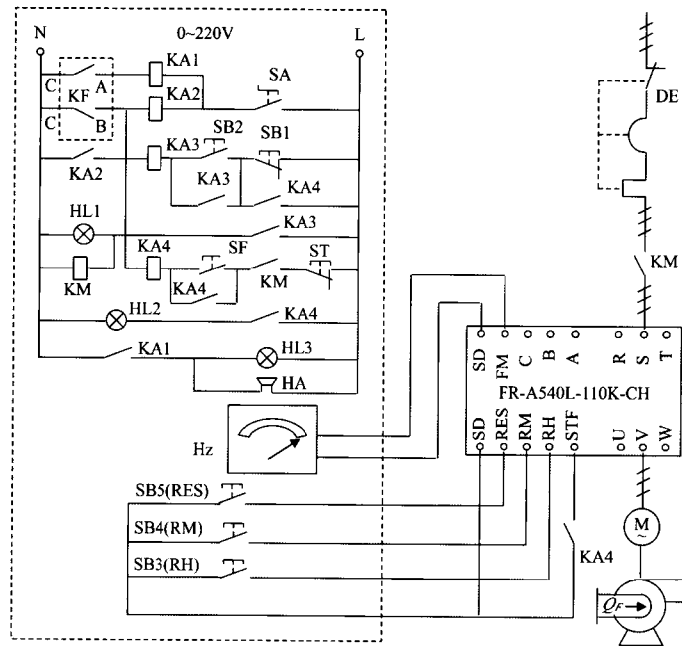 N 0~220V L
KA1
C A SA
KF KA2
C B
SB2 SB1
KA3
KA2 KA3 KA4
HL1
KA3
KA4 SF ST
KM KA4 KM
HL2
KA4
KA1 HL3
HA
Hz
DE
KM
SD FM C B A R S T
FR-A540L-110K-CH
SD RES RM RH STF U V W
SB5(RES)
SB4(RM)
SB3(RH)
KA4
M
~
QF